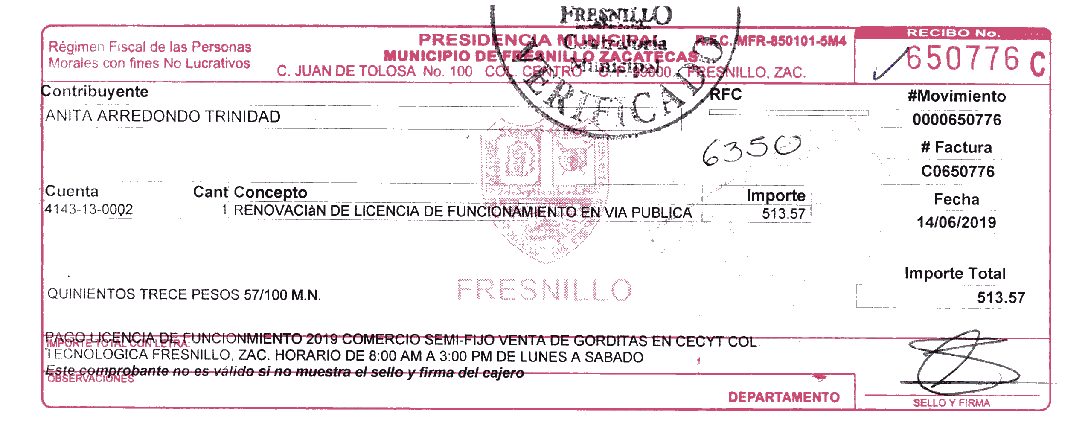 FRESNILLO
Contraloría
Municipal
VERIFICADO
Régimen Fiscal de las Personas
Morales con fines No Lucrativos
PRESIDENCIA MUNICIPAL R.F.C. MFR-850101-5M4
MUNICIPIO DE FRESNILLO ZACATECAS
C. JUAN DE TOLOSA No. 100 COL. CENTRO FRESNILLO, ZAC.
RECIBO No.
650776 C
Contribuyente
ANITA ARREDONDO TRINIDAD
RFC
6350
#Movimiento
0000650776
# Factura
C0650776
Fecha
14/06/2019
Cuenta Cant Concepto Importe
4143-13-0002 1 RENOVACIàN DE LICENCIA DE FUNCIONAMIENTO EN VIA PUBLICA 513.57
FRESNILLO
Importe Total
513.57
QUINIENTOS TRECE PESOS 57/100 M.N.
PAGO LICENCIA DE FUNCIONMIENTO 2019 COMERCIO SEMI-FIJO VENTA DE GORDITAS EN CECYT COL
IMPORTE TOTAL CON LETRA:
TECNOLOGICA FRESNILLO, ZAC. HORARIO DE 8:00 AM A 3:00 PM DE LUNES A SABADO
Este comprobante no es válido si no muestra el sello y firma del cajero
OBSERVACIONES
DEPARTAMENTO
SELLO Y FIRMA